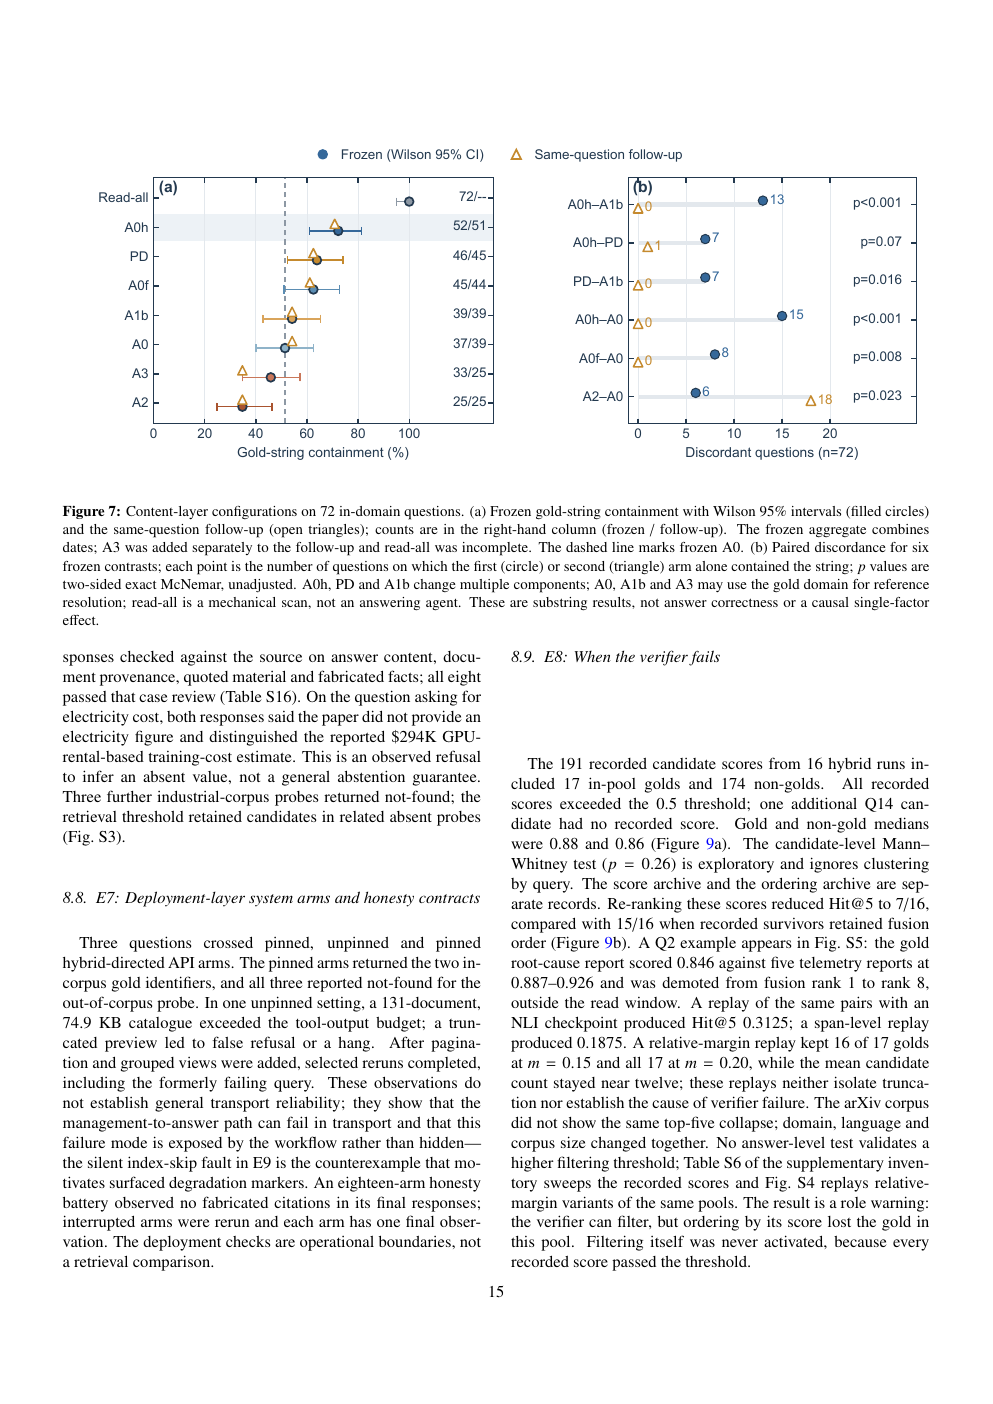 Frozen (Wilson 95% CI)
Same-question follow-up
(a)
Read-all
72/--
A0h
52/51
PD
46/45
A0f
45/44
A1b
39/39
A0
37/39
A3
33/25
A2
25/25
0 20 40 60 80 100
Gold-string containment (%)
(b)
A0h–A1b 0 13 p<0.001
A0h–PD 1 7 p=0.07
PD–A1b 0 7 p=0.016
A0h–A0 0 15 p<0.001
A0f–A0 0 8 p=0.008
A2–A0 6 18 p=0.023
0 5 10 15 20
Discordant questions (n=72)
Figure 7: Content-layer configurations on 72 in-domain questions. (a) Frozen gold-string containment with Wilson 95% intervals (filled circles)
and the same-question follow-up (open triangles); counts are in the right-hand column (frozen / follow-up). The frozen aggregate combines
dates; A3 was added separately to the follow-up and read-all was incomplete. The dashed line marks frozen A0. (b) Paired discordance for six
frozen contrasts; each point is the number of questions on which the first (circle) or second (triangle) arm alone contained the string; p values are
two-sided exact McNemar, unadjusted. A0h, PD and A1b change multiple components; A0, A1b and A3 may use the gold domain for reference
resolution; read-all is a mechanical scan, not an answering agent. These are substring results, not answer correctness or a causal single-factor
effect.
sponses checked against the source on answer content, docu-
ment provenance, quoted material and fabricated facts; all eight
passed that case review (Table S16). On the question asking for
electricity cost, both responses said the paper did not provide an
electricity figure and distinguished the reported $294K GPU-
rental-based training-cost estimate. This is an observed refusal
to infer an absent value, not a general abstention guarantee.
Three further industrial-corpus probes returned not-found; the
retrieval threshold retained candidates in related absent probes
(Fig. S3).
8.8. E7: Deployment-layer system arms and honesty contracts
Three questions crossed pinned, unpinned and pinned
hybrid-directed API arms. The pinned arms returned the two in-
corpus gold identifiers, and all three reported not-found for the
out-of-corpus probe. In one unpinned setting, a 131-document,
74.9 KB catalogue exceeded the tool-output budget; a trun-
cated preview led to false refusal or a hang. After pagina-
tion and grouped views were added, selected reruns completed,
including the formerly failing query. These observations do
not establish general transport reliability; they show that the
management-to-answer path can fail in transport and that this
failure mode is exposed by the workflow rather than hidden—
the silent index-skip fault in E9 is the counterexample that mo-
tivates surfaced degradation markers. An eighteen-arm honesty
battery observed no fabricated citations in its final responses;
interrupted arms were rerun and each arm has one final obser-
vation. The deployment checks are operational boundaries, not
a retrieval comparison.
8.9. E8: When the verifier fails
The 191 recorded candidate scores from 16 hybrid runs in-
cluded 17 in-pool golds and 174 non-golds. All recorded
scores exceeded the 0.5 threshold; one additional Q14 can-
didate had no recorded score. Gold and non-gold medians
were 0.88 and 0.86 (Figure 9a). The candidate-level Mann–
Whitney test (p = 0.26) is exploratory and ignores clustering
by query. The score archive and the ordering archive are sep-
arate records. Re-ranking these scores reduced Hit@5 to 7/16,
compared with 15/16 when recorded survivors retained fusion
order (Figure 9b). A Q2 example appears in Fig. S5: the gold
root-cause report scored 0.846 against five telemetry reports at
0.887–0.926 and was demoted from fusion rank 1 to rank 8,
outside the read window. A replay of the same pairs with an
NLI checkpoint produced Hit@5 0.3125; a span-level replay
produced 0.1875. A relative-margin replay kept 16 of 17 golds
at m = 0.15 and all 17 at m = 0.20, while the mean candidate
count stayed near twelve; these replays neither isolate trunca-
tion nor establish the cause of verifier failure. The arXiv corpus
did not show the same top-five collapse; domain, language and
corpus size changed together. No answer-level test validates a
higher filtering threshold; Table S6 of the supplementary inven-
tory sweeps the recorded scores and Fig. S4 replays relative-
margin variants of the same pools. The result is a role warning:
the verifier can filter, but ordering by its score lost the gold in
this pool. Filtering itself was never activated, because every
recorded score passed the threshold.
15